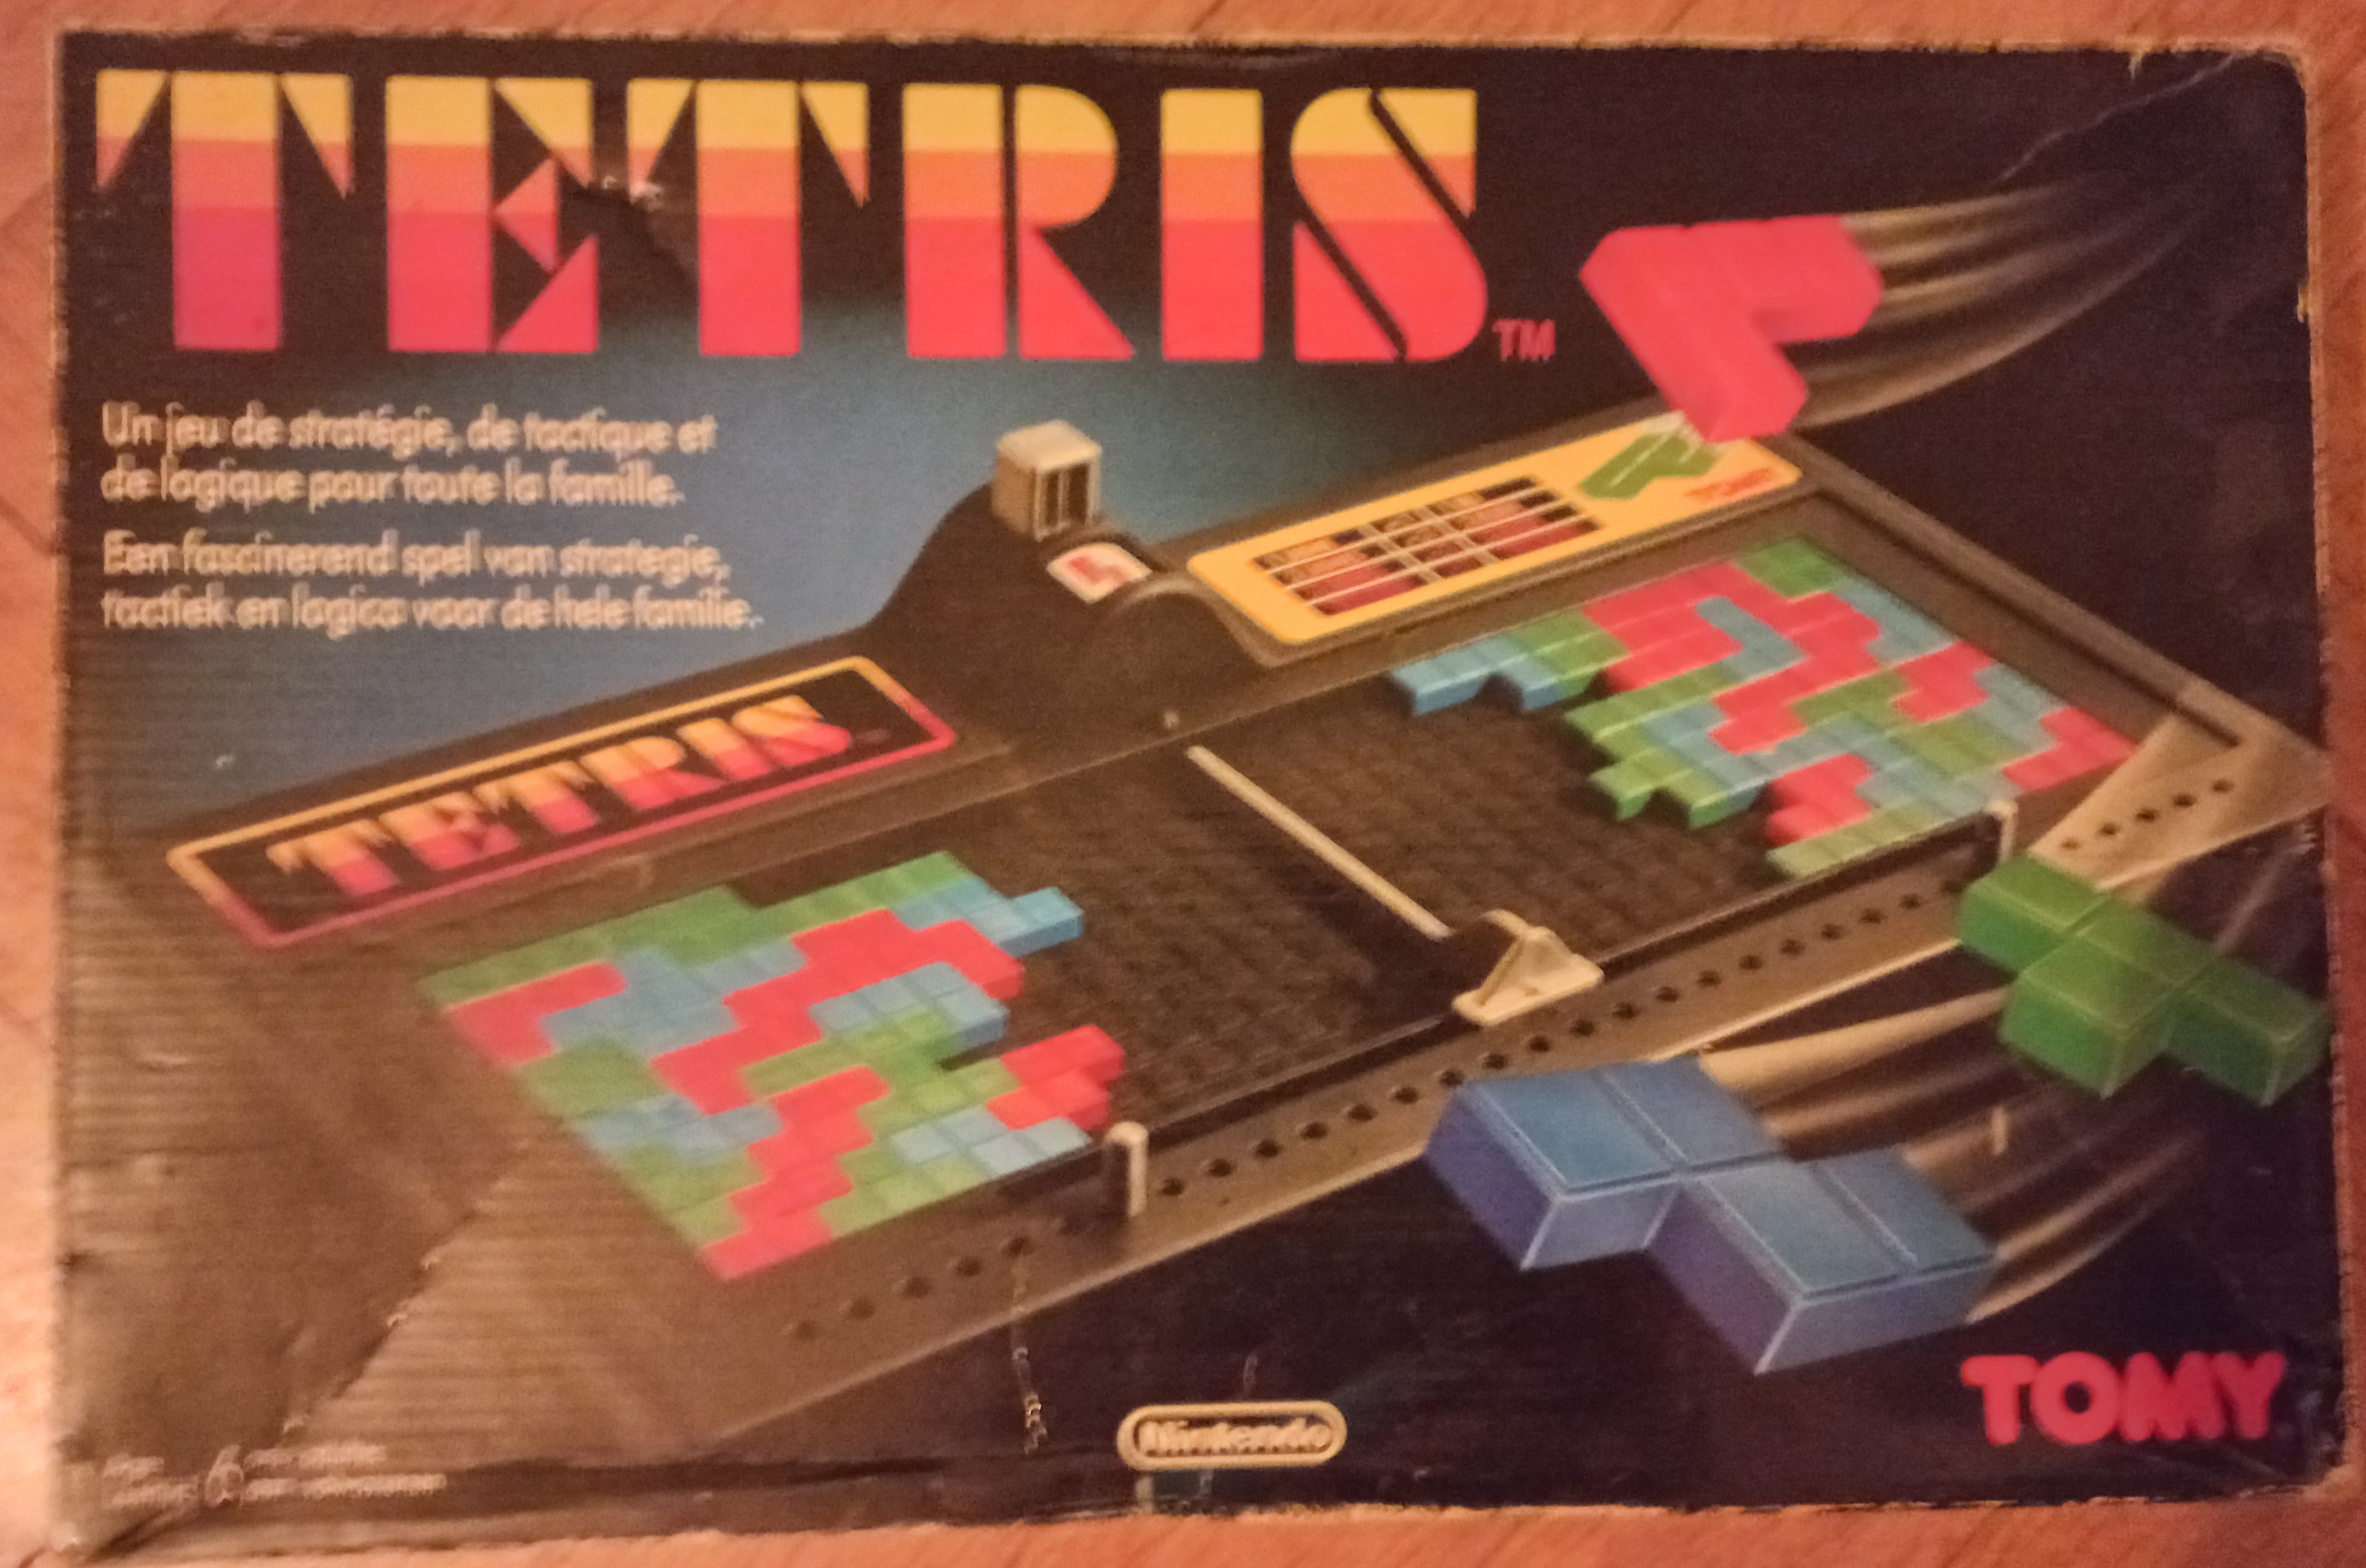 TETRIS™
Un jeu de stratégie, de tactique et
de logique pour toute la famille.
Een fascinerend spel van strategie,
tactiek en logica voor de hele familie.
TOMY
TETRIS
6
Nintendo
TOMY